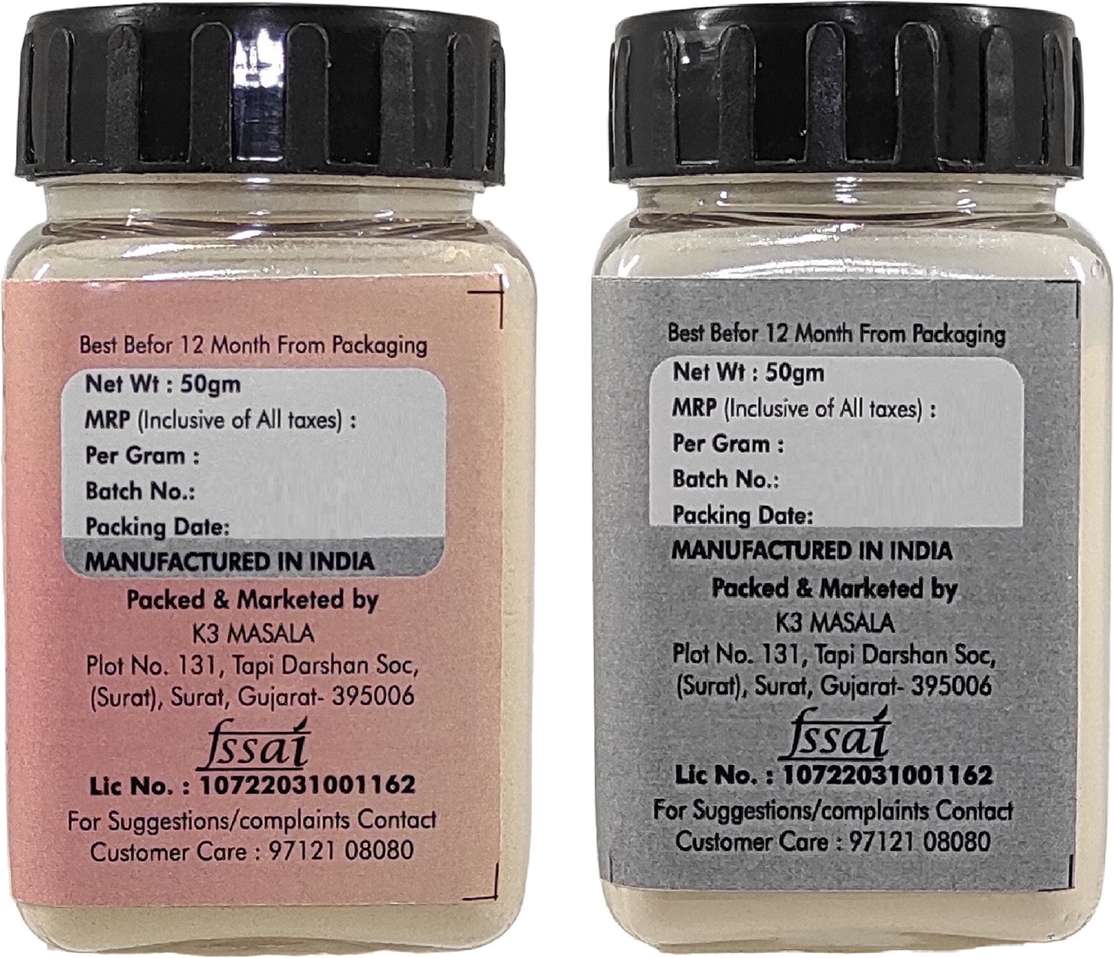 Best Befor 12 Month From Packaging
Net Wt : 50gm
MRP (Inclusive of All taxes) :
Per Gram :
Batch No.:
Packing Date:
MANUFACTURED IN INDIA
Packed & Marketed by
K3 MASALA
Plot No. 131, Tapi Darshan Soc,
(Surat), Surat, Gujarat- 395006
fssai
Lic No. : 10722031001162
For Suggestions/complaints Contact
Customer Care : 97121 08080
Best Befor 12 Month From Packaging
Net Wt : 50gm
MRP (Inclusive of All taxes) :
Per Gram :
Batch No.:
Packing Date:
MANUFACTURED IN INDIA
Packed & Marketed by
K3 MASALA
Plot No. 131, Tapi Darshan Soc,
(Surat), Surat, Gujarat- 395006
fssai
Lic No. : 10722031001162
For Suggestions/complaints Contact
Customer Care : 97121 08080